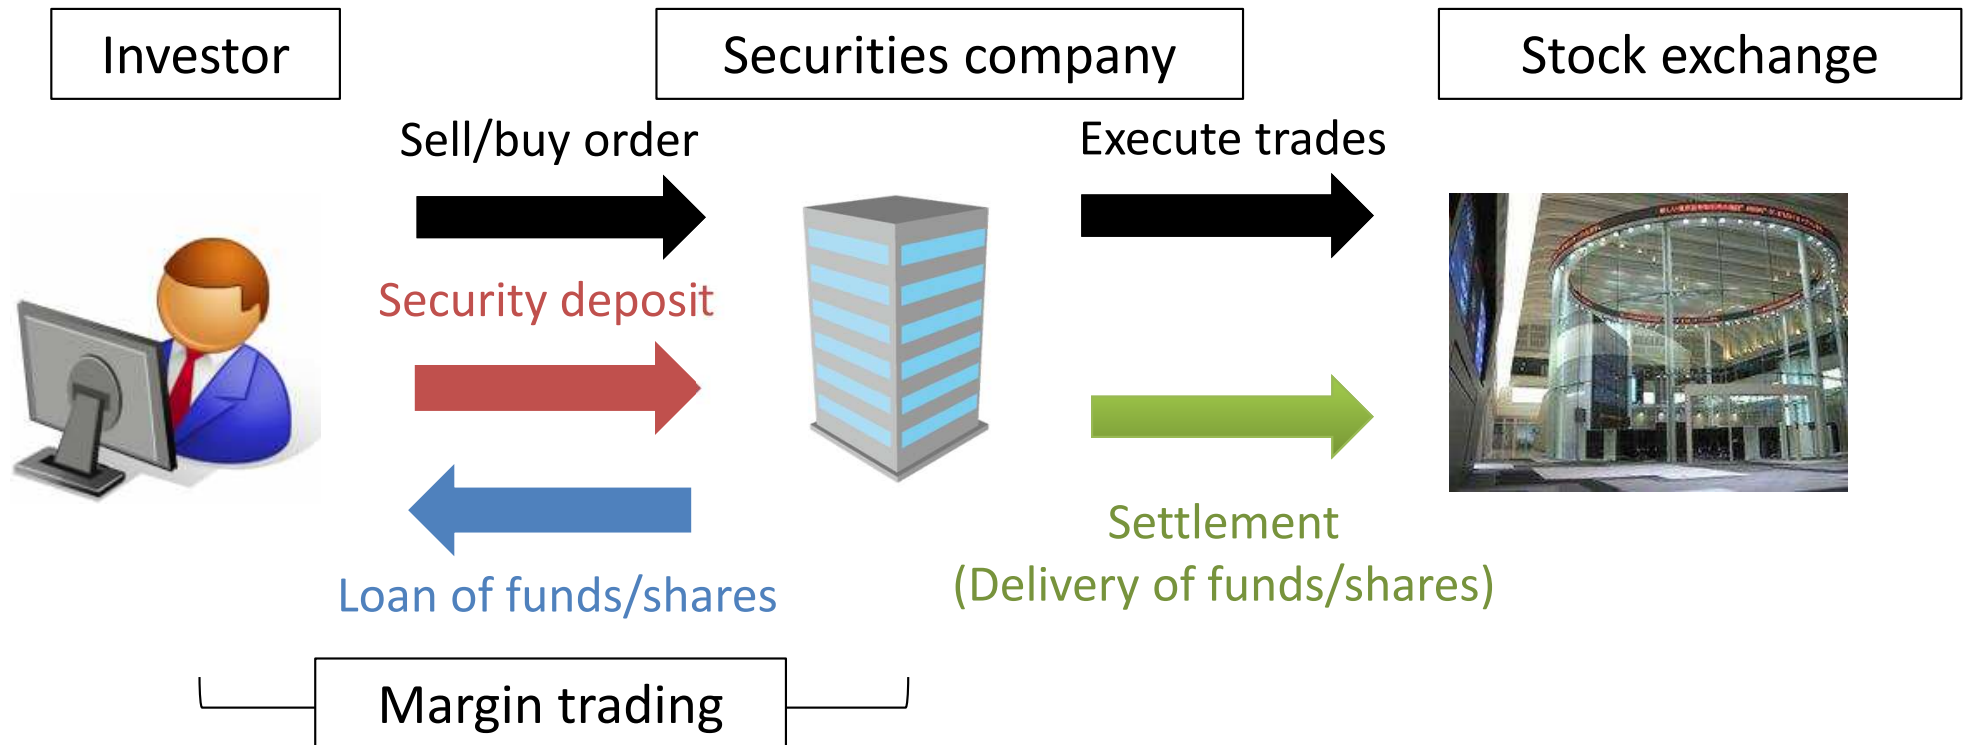 Investor
Securities company
Stock exchange
Sell/buy order
Execute trades
Security deposit
Loan of funds/shares
Settlement
(Delivery of funds/shares)
Margin trading